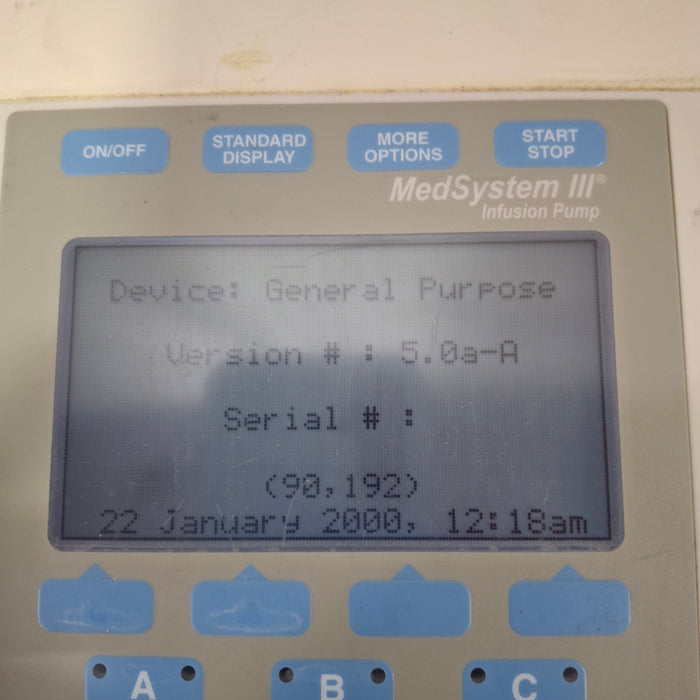 ON/OFF
STANDARD
DISPLAY
MORE
OPTIONS
START
STOP
MedSystem III®
Infusion Pump
Device: General Purpose
Version # : 5.0a-A
Serial # :
(90,192)
22 January 2000, 12:18am
A
B
C